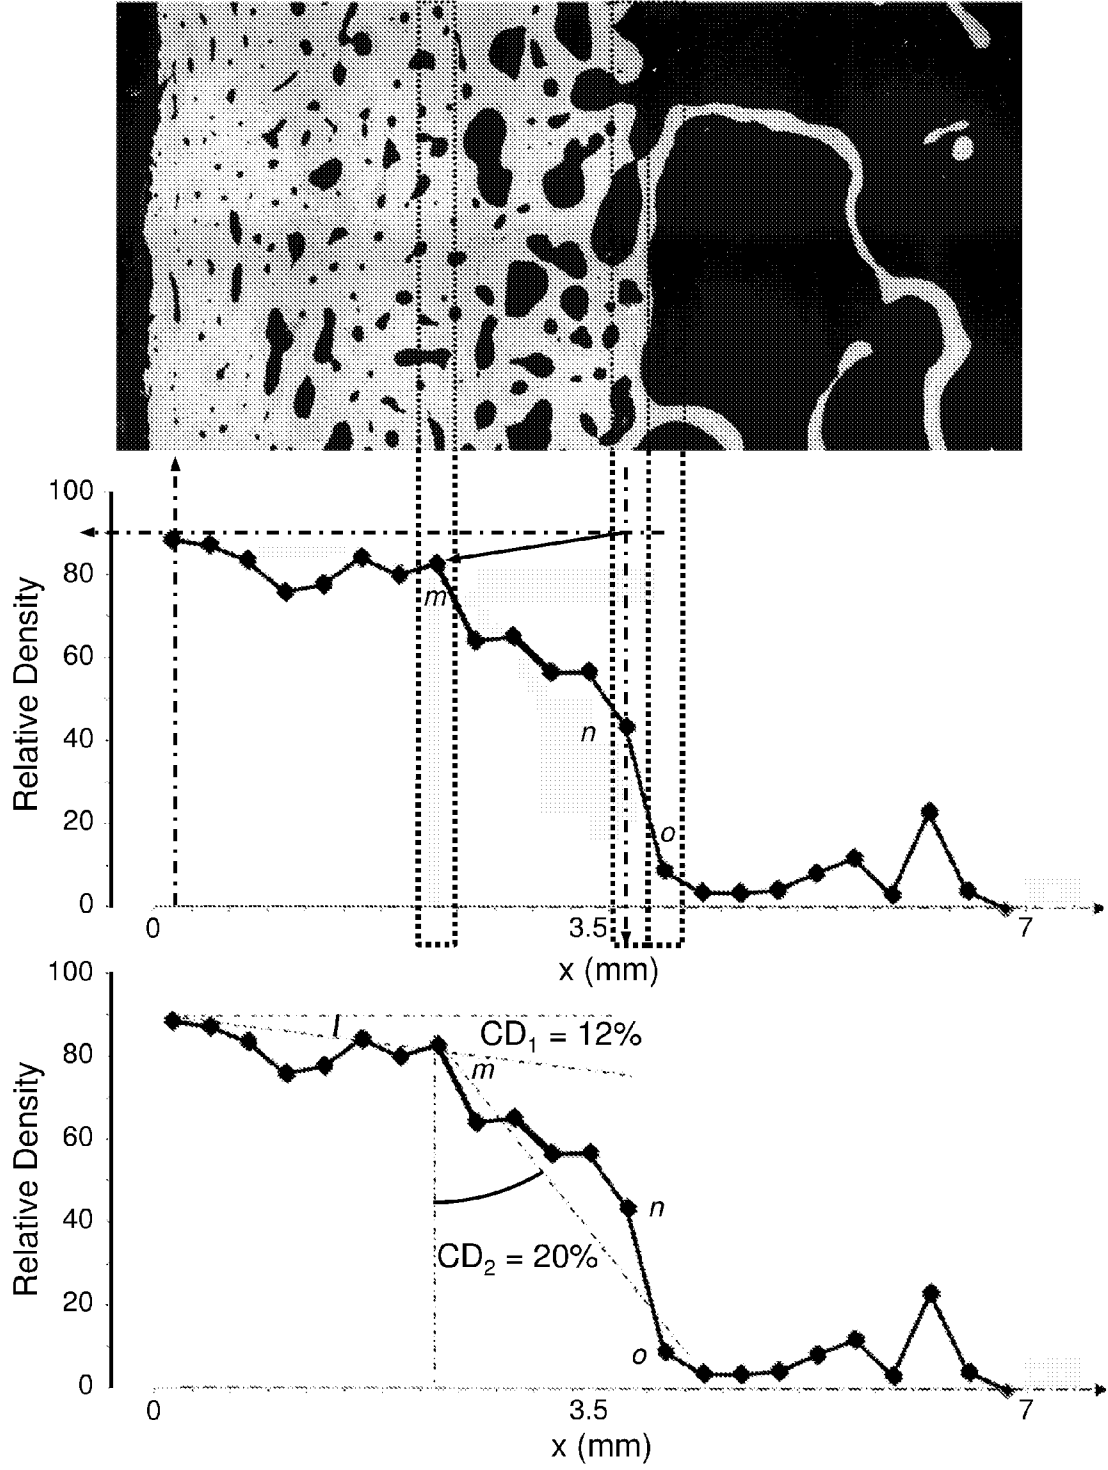 100
80
60
40
20
0
Relative Density
m
n
o
0
3.5
7
x (mm)
100
80
60
40
20
0
Relative Density
CD₁ = 12%
m
n
CD₂ = 20%
o
0
3.5
7
x (mm)